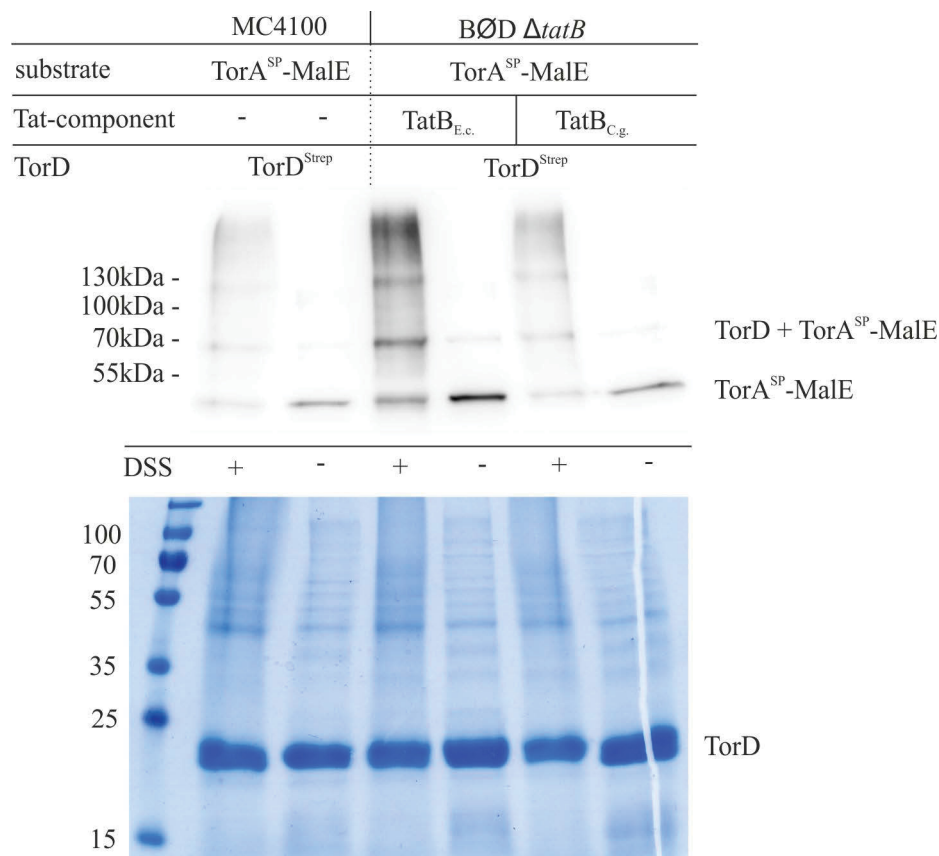 MC4100 BØD ΔtatB
substrate TorA^SP-MalE TorA^SP-MalE
Tat-component - - TatB_E.c. TatB_C.g.
TorD TorD^Strep TorD^Strep
130kDa -
100kDa -
TorD + TorA^SP-MalE
70kDa -
55kDa -
TorA^SP-MalE
DSS + - + - + -
100
70
55
35
25
TorD
15